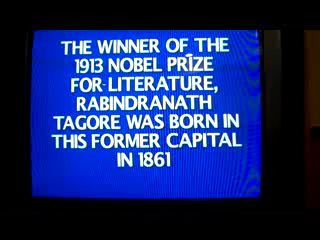 THE WINNER OF THE
1913 NOBEL PRIZE
FOR LITERATURE,
RABINDRANATH
TAGORE WAS BORN IN
THIS FORMER CAPITAL
IN 1861